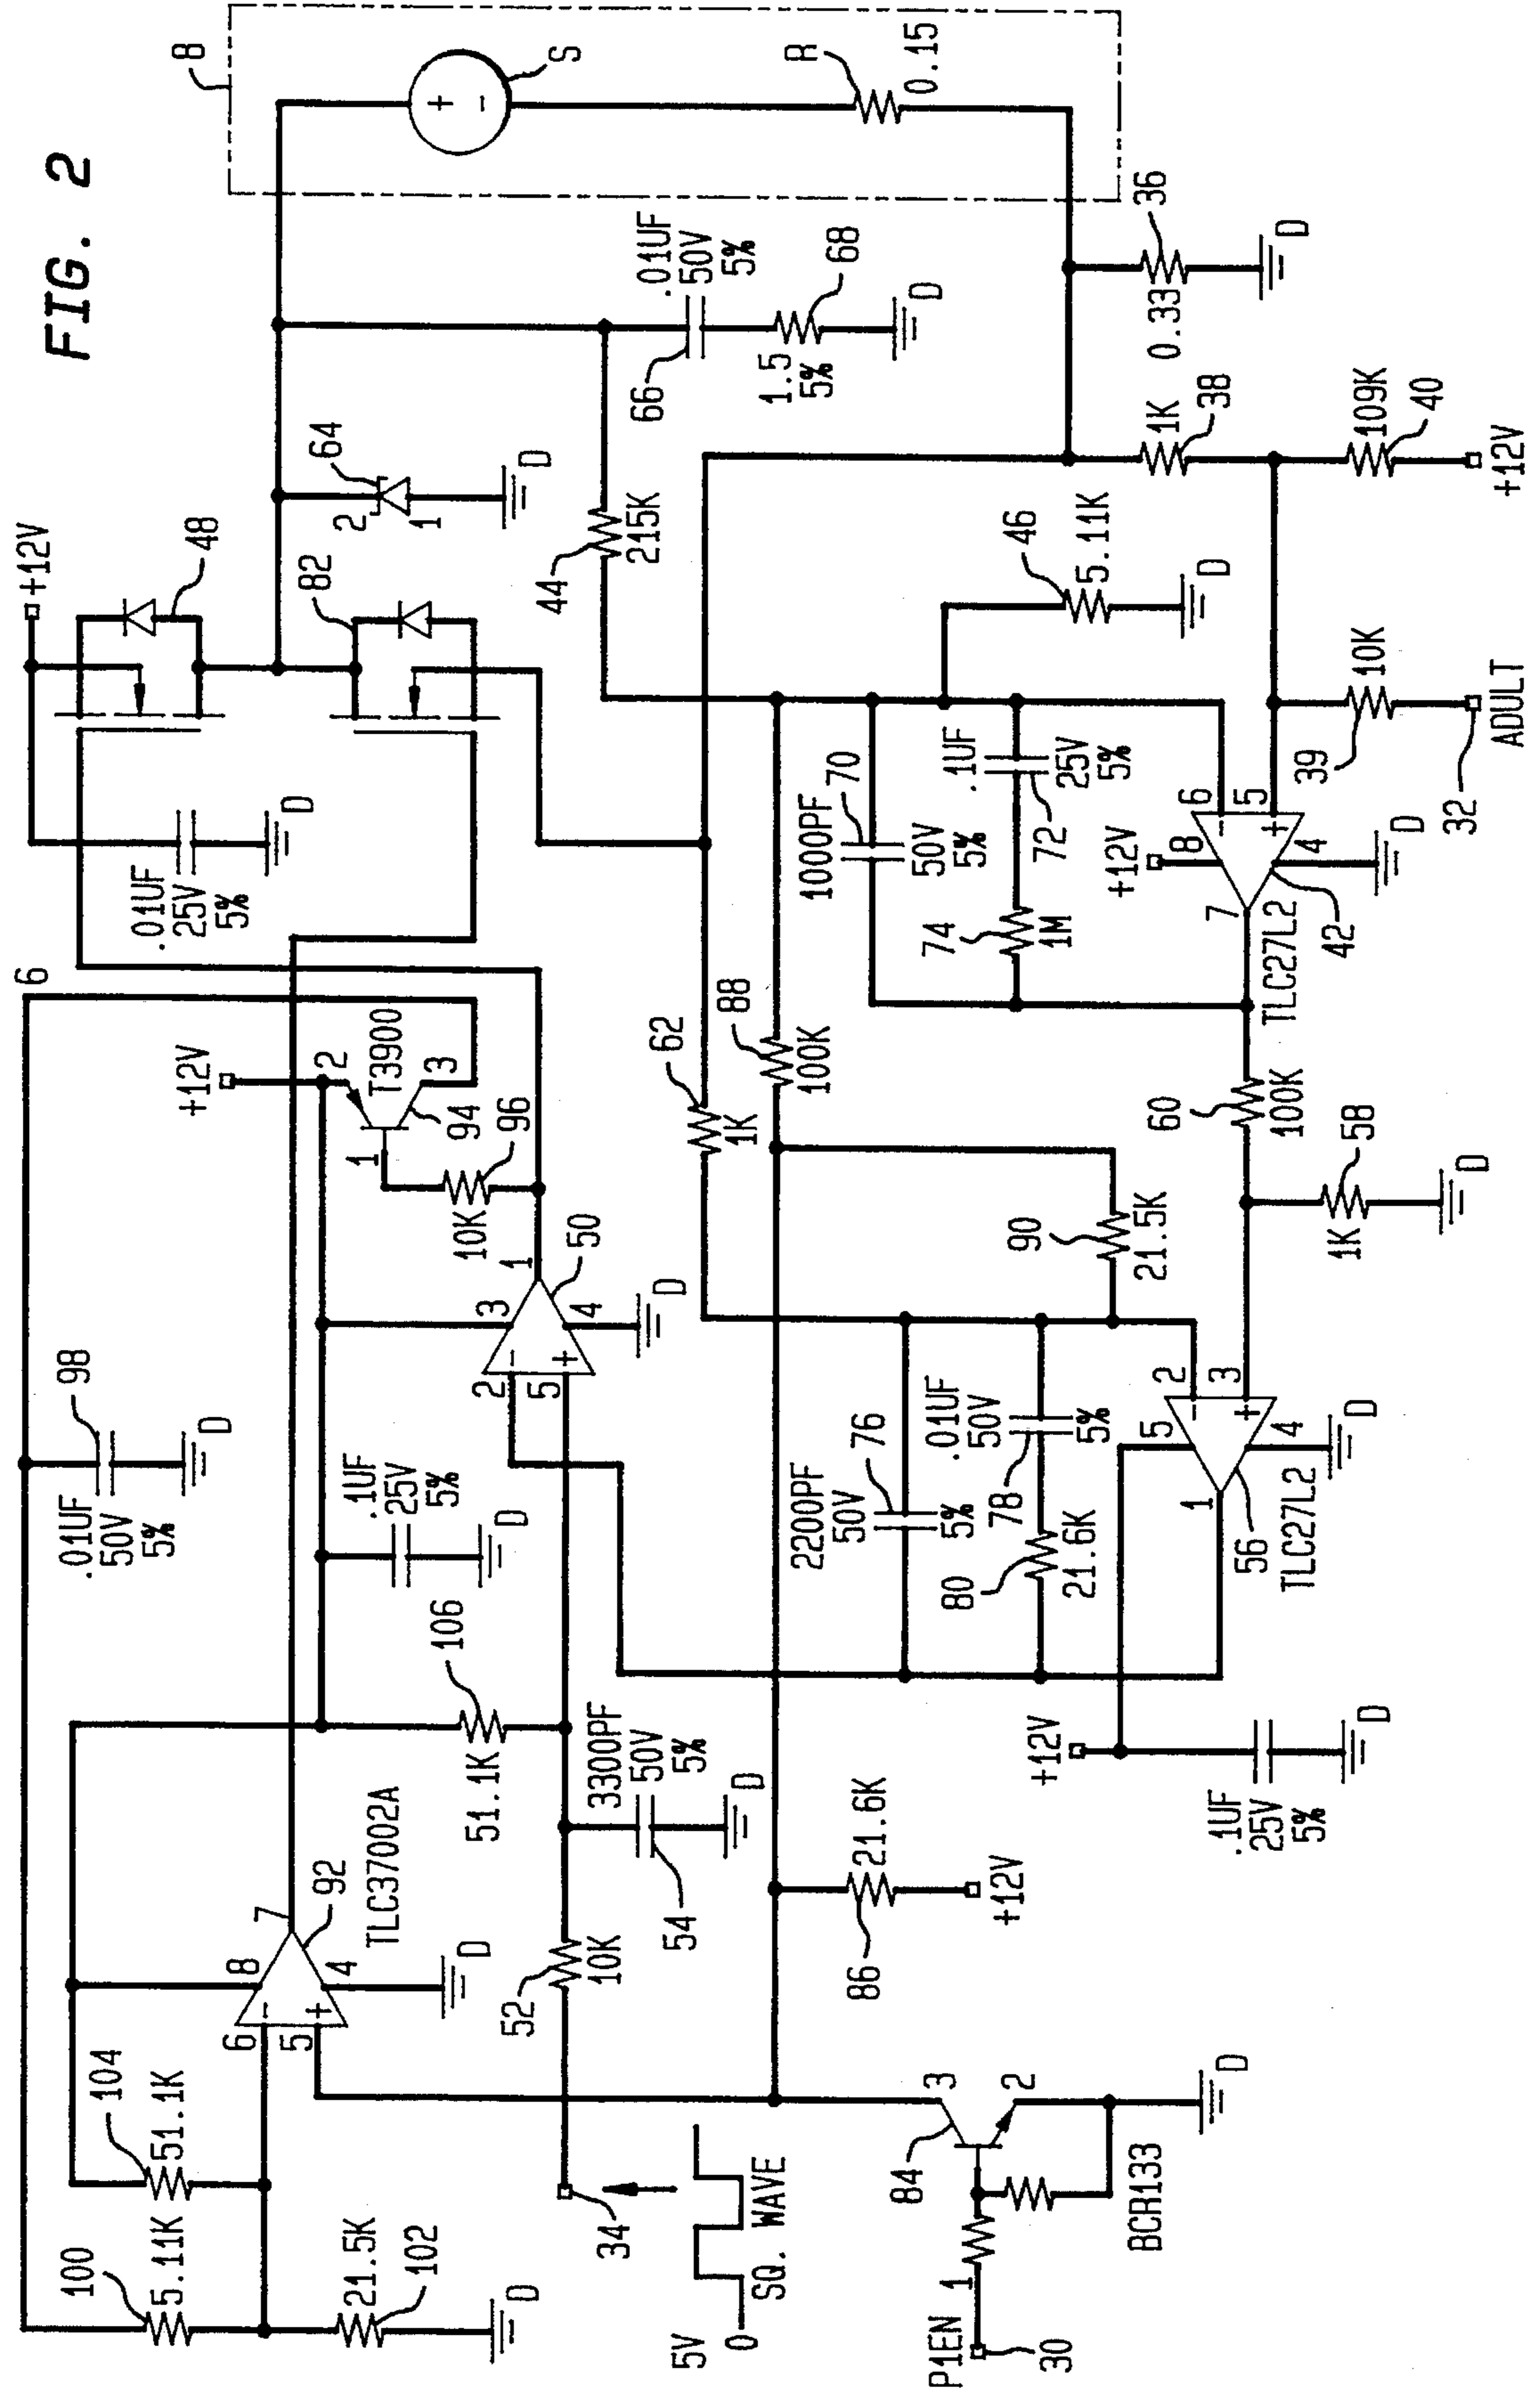 FIG. 2
8
S
R
0.15
+12V
48
82
.01UF
25V
5%
D
2
64
1
D
.01UF
50V
5%
66
1.5
5%
68
D
44
215K
36
0.33
D
1K
38
109K
40
+12V
46
5.11K
D
10K
39
32
ADULT
6
.01UF
50V
5%
98
D
+12V
2
T3900
3
1
94
96
10K
62
1K
88
100K
1000PF
70
50V
5%
.1UF
25V
5%
72
74
1M
+12V
8
6
-
5
+
4
7
D
42
TLC27L2
60
100K
58
1K
D
50
1
3
4
2
-
5
+
D
.1UF
25V
5%
D
106
51.1K
90
21.5K
2200PF
50V
76
5%
.01UF
50V
78
5%
80
21.6K
2
-
3
+
5
4
1
D
56
TLC27L2
+12V
.1UF
25V
5%
D
92
TLC37002A
7
8
4
6
-
5
+
D
104
51.1K
100
5.11K
21.5K
102
D
52
10K
3300PF
50V
5%
54
D
34
5V
0
SQ. WAVE
86
21.6K
+12V
84
3
2
D
BCR133
P1EN
1
30
+
-